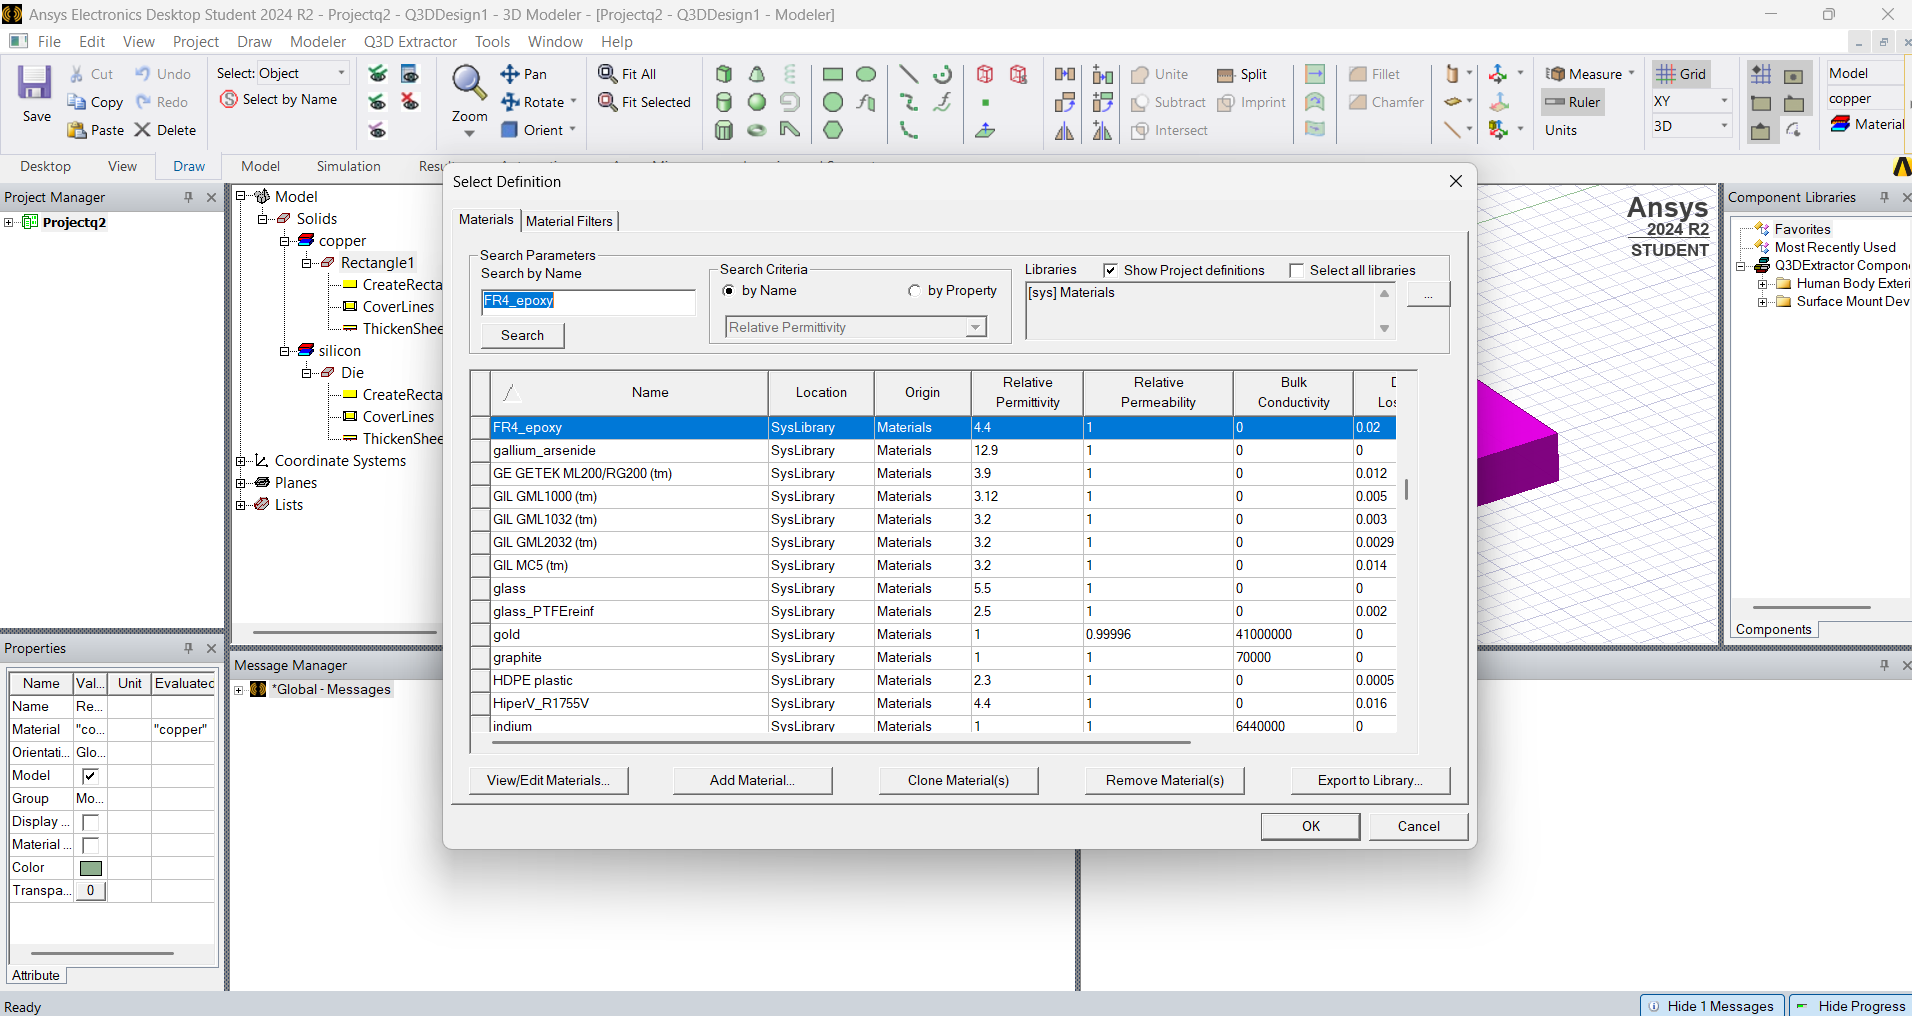 Ansys Electronics Desktop Student 2024 R2 - Projectq2 - Q3DDesign1 - 3D Modeler - [Projectq2 - Q3DDesign1 - Modeler]
File Edit View Project Draw Modeler Q3D Extractor Tools Window Help
Save
Cut
Copy
Paste
Undo
Redo
Delete
Select: Object
Select by Name
Zoom
Pan
Rotate
Orient
Fit All
Fit Selected
Unite
Subtract
Intersect
Split
Imprint
Fillet
Chamfer
Measure
Ruler
Units
Grid
XY
3D
Model
copper
Material
Desktop View Draw Model Simulation
Project Manager
Projectq2
Model
Solids
copper
Rectangle1
CreateRecta
CoverLines
ThickenShee
silicon
Die
CreateRecta
CoverLines
ThickenShee
Coordinate Systems
Planes
Lists
Select Definition
Materials Material Filters
Search Parameters
Search by Name
FR4_epoxy
Search
Search Criteria
by Name by Property
Relative Permittivity
Libraries Show Project definitions Select all libraries
[sys] Materials
...
Name Location Origin Relative Permittivity Relative Permeability Bulk Conductivity D Los
FR4_epoxy SysLibrary Materials 4.4 1 0 0.02
gallium_arsenide SysLibrary Materials 12.9 1 0 0
GE GETEK ML200/RG200 (tm) SysLibrary Materials 3.9 1 0 0.012
GIL GML1000 (tm) SysLibrary Materials 3.12 1 0 0.005
GIL GML1032 (tm) SysLibrary Materials 3.2 1 0 0.003
GIL GML2032 (tm) SysLibrary Materials 3.2 1 0 0.0029
GIL MC5 (tm) SysLibrary Materials 3.2 1 0 0.014
glass SysLibrary Materials 5.5 1 0 0
glass_PTFEreinf SysLibrary Materials 2.5 1 0 0.002
gold SysLibrary Materials 1 0.99996 41000000 0
graphite SysLibrary Materials 1 1 70000 0
HDPE plastic SysLibrary Materials 2.3 1 0 0.0005
HiperV_R1755V SysLibrary Materials 4.4 1 0 0.016
indium SysLibrary Materials 1 1 6440000 0
View/Edit Materials... Add Material... Clone Material(s) Remove Material(s) Export to Library...
OK Cancel
Ansys
2024 R2
STUDENT
Component Libraries
Favorites
Most Recently Used
Q3DExtractor Compon
Human Body Exteri
Surface Mount Dev
Components
Properties
Name Val... Unit Evaluated
Name Re...
Material "co... "copper"
Orientati... Glo...
Model
Group Mo...
Display ...
Material ...
Color
Transpa... 0
Attribute
Message Manager
*Global - Messages
Ready
Hide 1 Messages Hide Progress